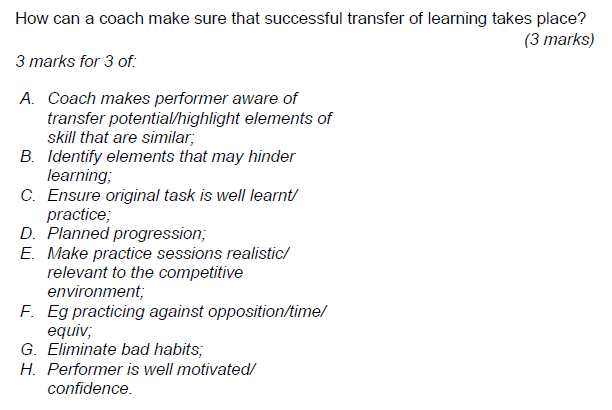 How can a coach make sure that successful transfer of learning takes place?
(3 marks)
3 marks for 3 of:
A. Coach makes performer aware of
transfer potential/highlight elements of
skill that are similar;
B. Identify elements that may hinder
learning;
C. Ensure original task is well learnt/
practice;
D. Planned progression;
E. Make practice sessions realistic/
relevant to the competitive
environment;
F. Eg practicing against opposition/time/
equiv;
G. Eliminate bad habits;
H. Performer is well motivated/
confidence.